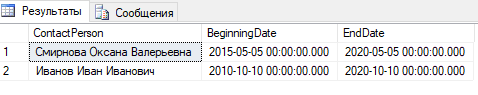 Результаты Сообщения
ContactPerson BeginningDate EndDate
1 Смирнова Оксана Валерьевна 2015-05-05 00:00:00.000 2020-05-05 00:00:00.000
2 Иванов Иван Иванович 2010-10-10 00:00:00.000 2020-10-10 00:00:00.000